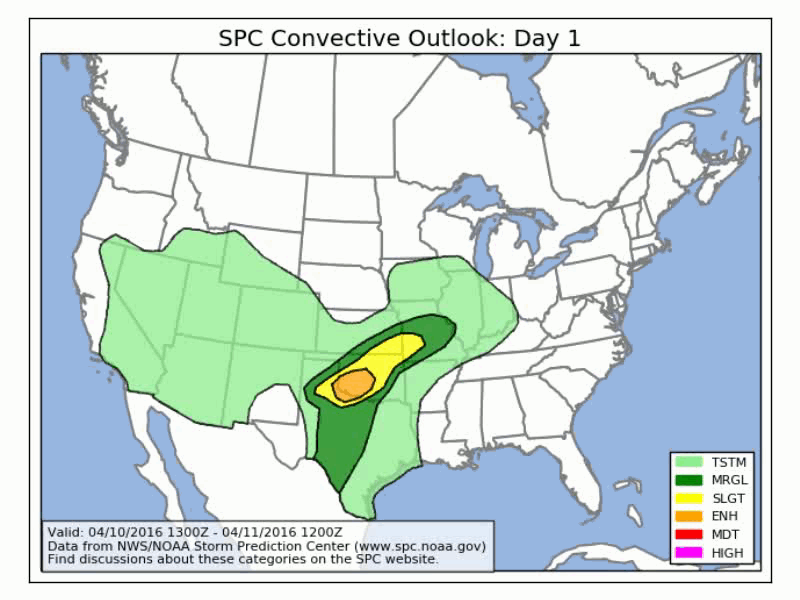 SPC Convective Outlook: Day 1
TSTM
MRGL
SLGT
ENH
MDT
HIGH
Valid: 04/10/2016 1300Z - 04/11/2016 1200Z
Data from NWS/NOAA Storm Prediction Center (www.spc.noaa.gov)
Find discussions about these categories on the SPC website.